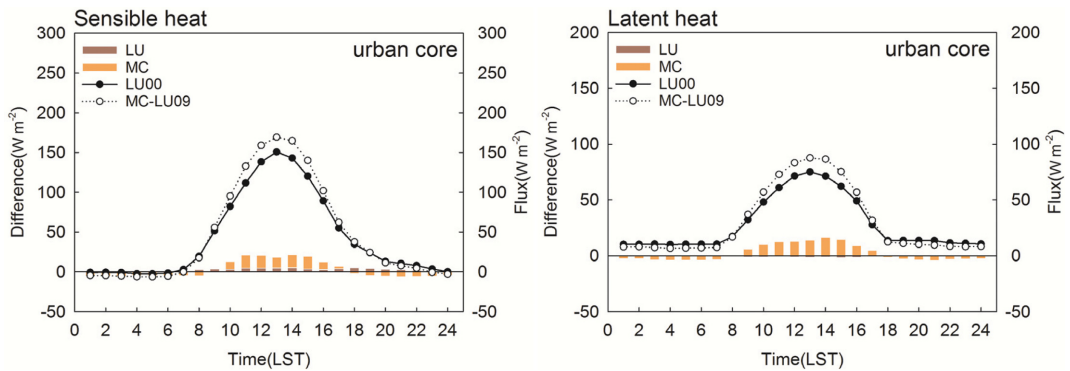 Sensible heat
300
250
200
150
100
50
0
-50
Difference(W m-2)
LU
MC
LU00
MC-LU09
urban core
300
250
200
150
100
50
0
-50
Flux(W m-2)
0 2 4 6 8 10 12 14 16 18 20 22 24
Time(LST)
Latent heat
200
150
100
50
0
-50
Difference(W m-2)
LU
MC
LU00
MC-LU09
urban core
200
150
100
50
0
-50
Flux(W m-2)
0 2 4 6 8 10 12 14 16 18 20 22 24
Time(LST)